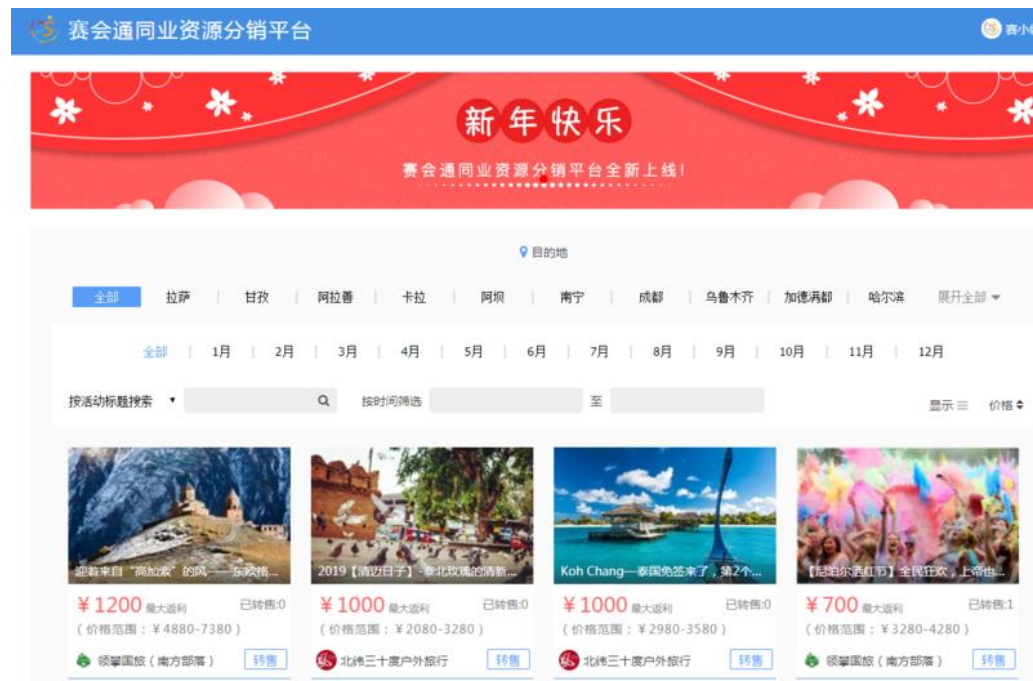 赛会通同业资源分销平台
赛小
新年快乐
赛会通同业资源分销平台全新上线!
目的地
全部 拉萨 甘孜 阿拉善 卡拉 阿坝 南宁 成都 乌鲁木齐 加德满都 哈尔滨 展开全部
全部 1月 2月 3月 4月 5月 6月 7月 8月 9月 10月 11月 12月
按活动标题搜索 按时间筛选 至 显示 价格
迎着来自“高加索”的风——东欧格...
2019【清迈日子】·泰北玫瑰的清新...
Koh Chang—泰国免签来了,第2个...
【尼泊尔洒红节】全民狂欢,上帝也...
¥1200 最大返利 已转售:0
¥1000 最大返利 已转售:0
¥1000 最大返利 已转售:0
¥700 最大返利 已转售:1
(价格范围:¥4880-7380)
(价格范围:¥2080-3280)
(价格范围:¥2980-3580)
(价格范围:¥3280-4280)
领攀国旅(南方部落) 转售
北纬三十度户外旅行 转售
北纬三十度户外旅行 转售
领攀国旅(南方部落) 转售